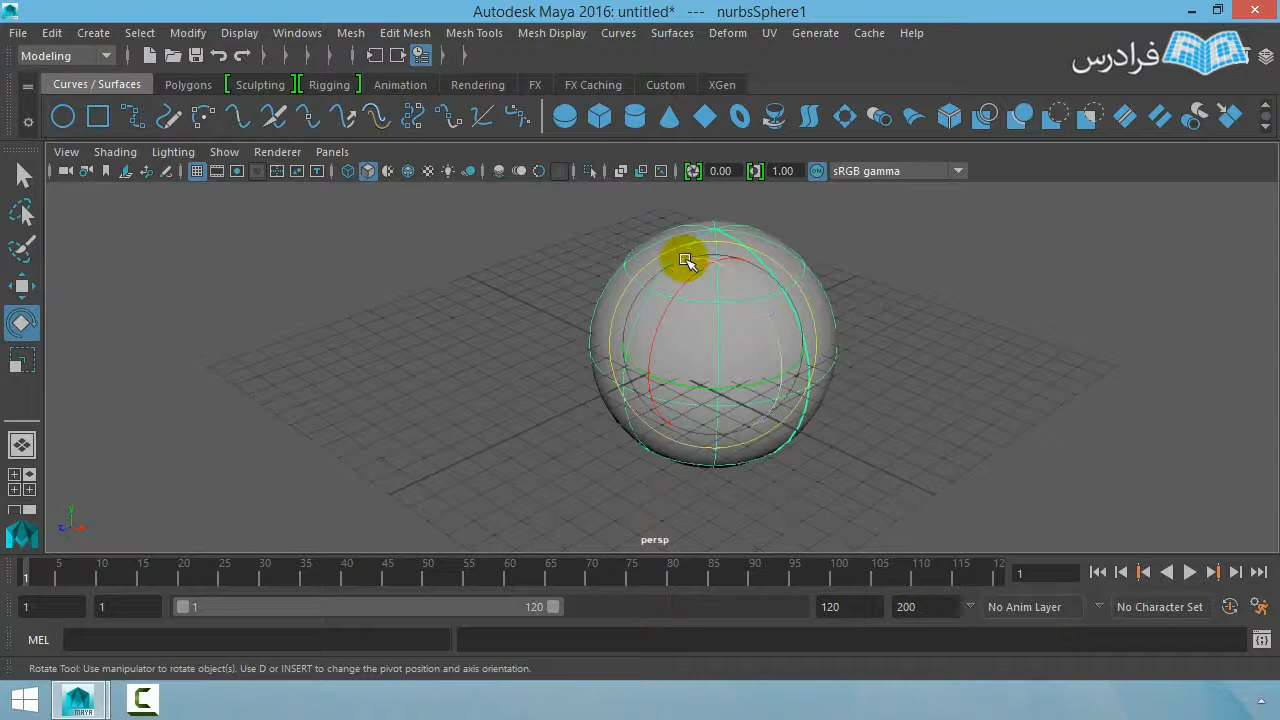 Autodesk Maya 2016: untitled* --- nurbsSphere1
File Edit Create Select Modify Display Windows Mesh Edit Mesh Mesh Tools Mesh Display Curves Surfaces Deform UV Generate Cache Help
Modeling
فرادرس
Curves / Surfaces Polygons Sculpting Rigging Animation Rendering FX FX Caching Custom XGen
View Shading Lighting Show Renderer Panels
0.00 1.00 ON sRGB gamma
y
z x
persp
1 5 10 15 20 25 30 35 40 45 50 55 60 65 70 75 80 85 90 95 100 105 110 115 12 1
1 1 1 120 120 200 No Anim Layer No Character Set
MEL
Rotate Tool: Use manipulator to rotate object(s). Use D or INSERT to change the pivot position and axis orientation.
MAYA